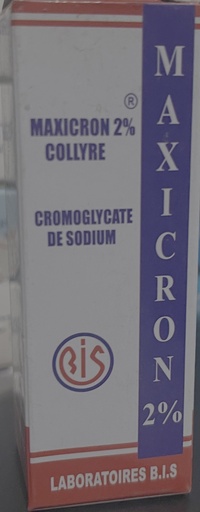 ®
MAXICRON 2%
COLLYRE
CROMOGLYCATE
DE SODIUM
BIS
LABORATOIRES B.I.S
MAXICRON 2%